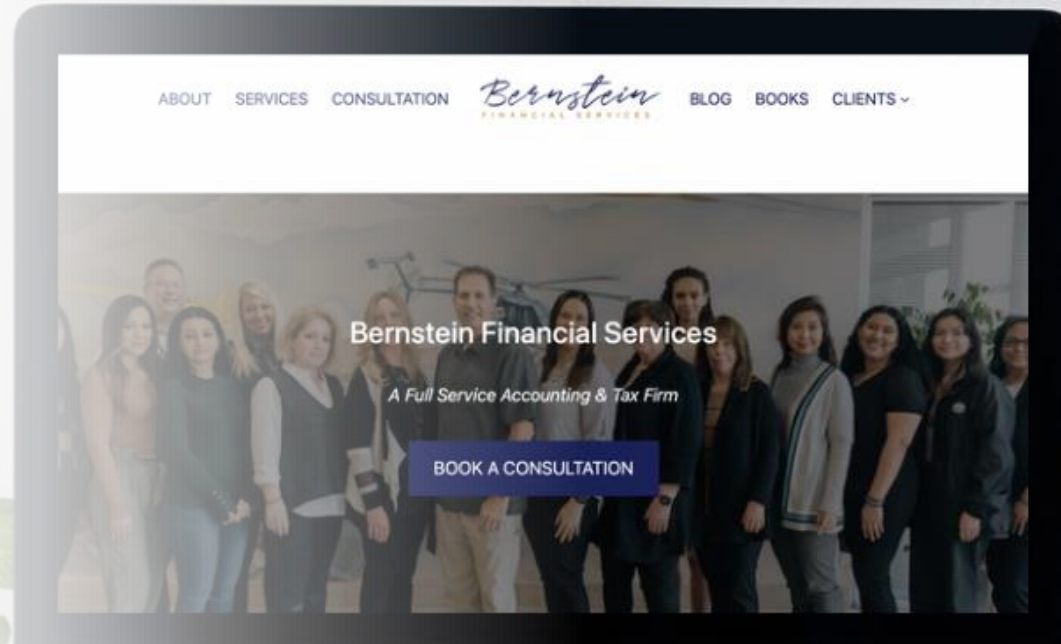 ABOUT SERVICES CONSULTATION Bernstein BLOG BOOKS CLIENTS
FINANCIAL SERVICES
Bernstein Financial Services
A Full Service Accounting & Tax Firm
BOOK A CONSULTATION